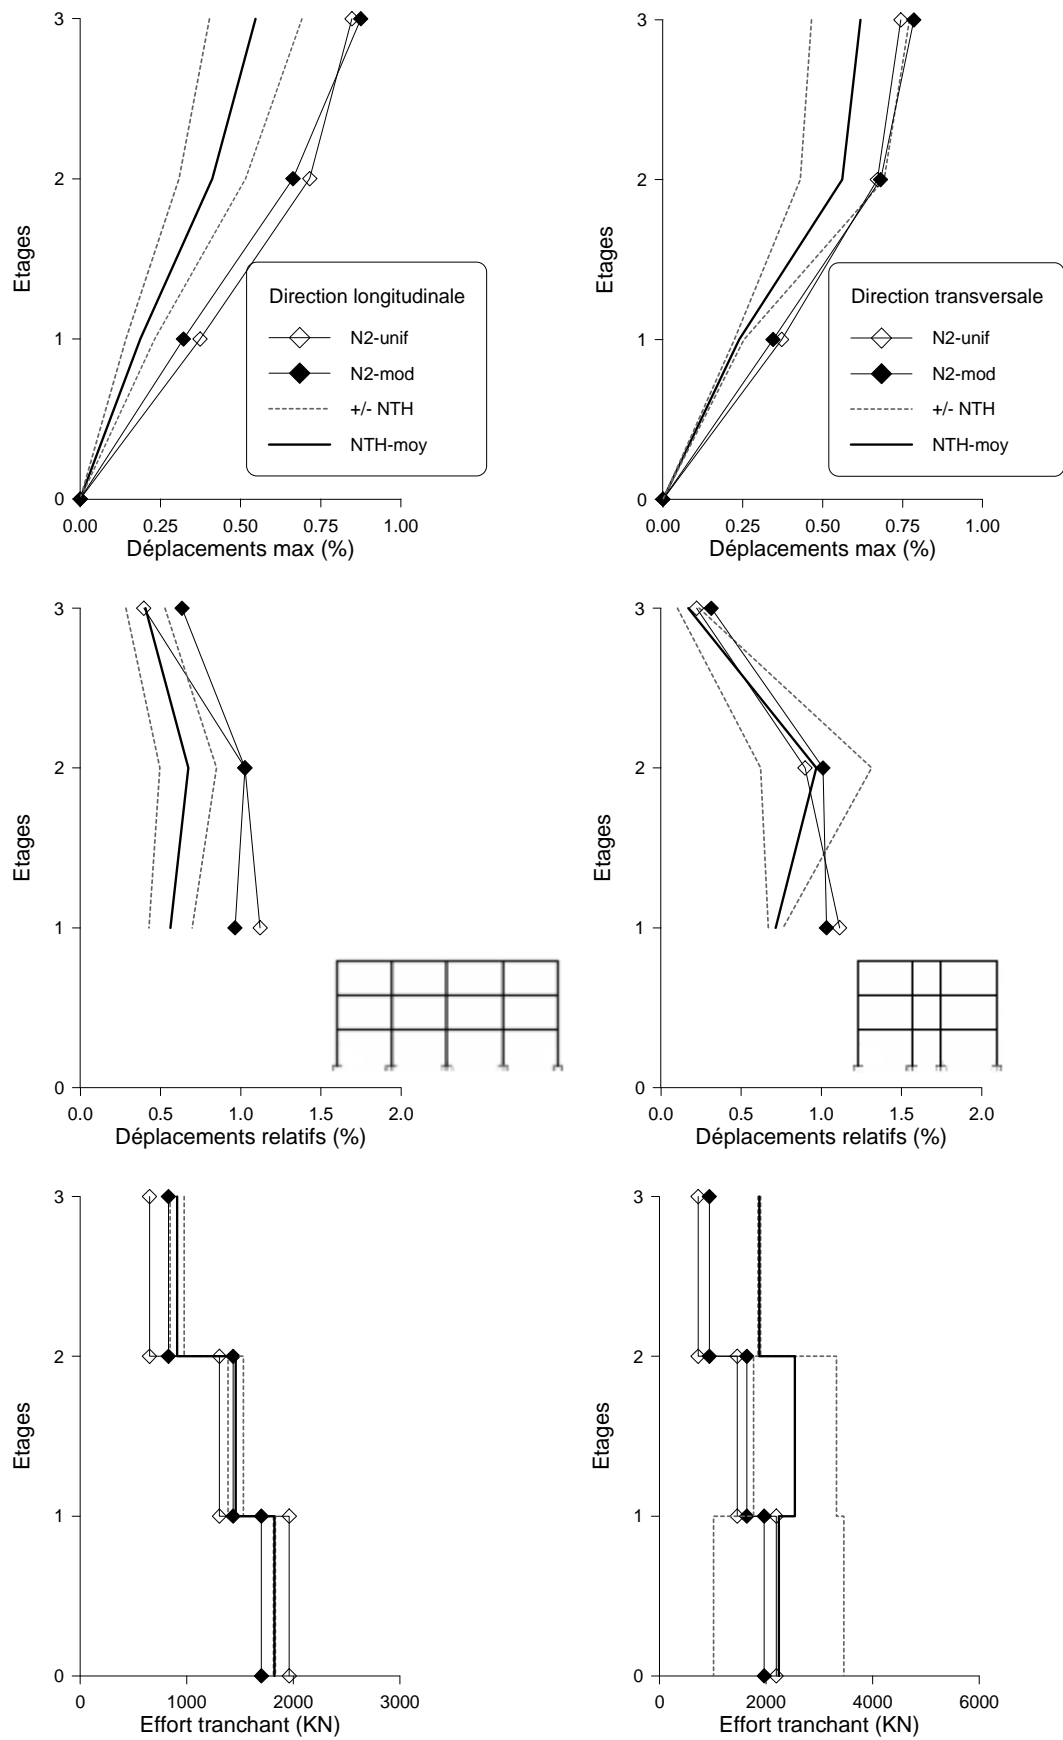 3
2
1
0
Etages
0.00 0.25 0.50 0.75 1.00
Déplacements max (%)
Direction longitudinale
N2-unif
N2-mod
+/- NTH
NTH-moy
3
2
1
0
Etages
0.00 0.25 0.50 0.75 1.00
Déplacements max (%)
Direction transversale
N2-unif
N2-mod
+/- NTH
NTH-moy
3
2
1
0
Etages
0.0 0.5 1.0 1.5 2.0
Déplacements relatifs (%)
3
2
1
0
Etages
0.0 0.5 1.0 1.5 2.0
Déplacements relatifs (%)
3
2
1
0
Etages
0 1000 2000 3000
Effort tranchant (KN)
3
2
1
0
Etages
0 2000 4000 6000
Effort tranchant (KN)